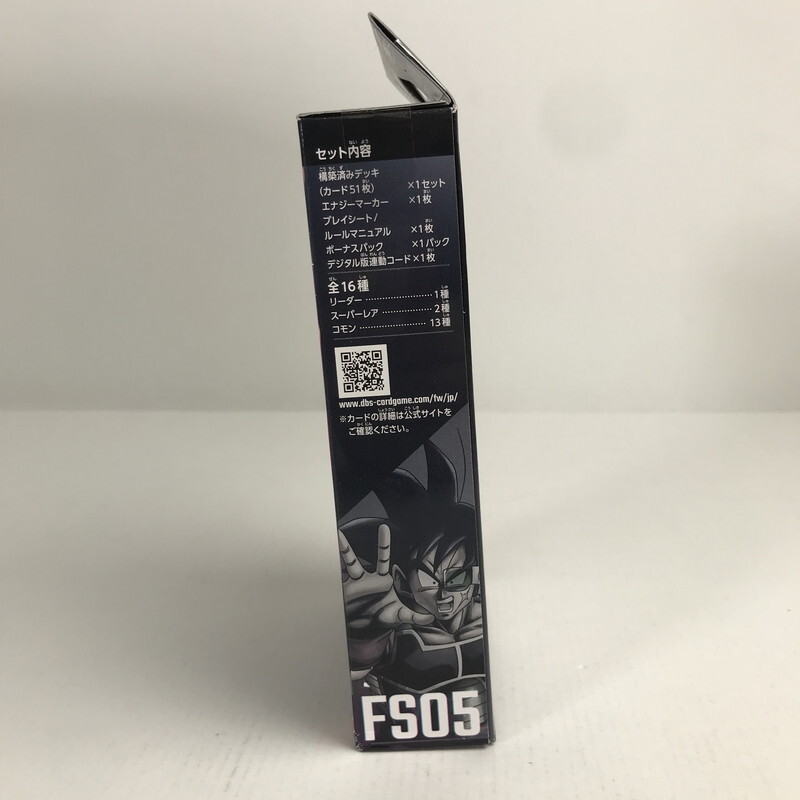 セット内容
構築済みデッキ
(カード51枚) ×1セット
エナジーマーカー ×1枚
プレイシート/
ルールマニュアル ×1枚
ボーナスパック ×1パック
デジタル版連動コード×1枚
全16種
リーダー……………………1種
スーパーレア………………2種
コモン……………………13種
www.dbs-cardgame.com/fw/jp/
※カードの詳細は公式サイトを
ご確認ください。
FS05